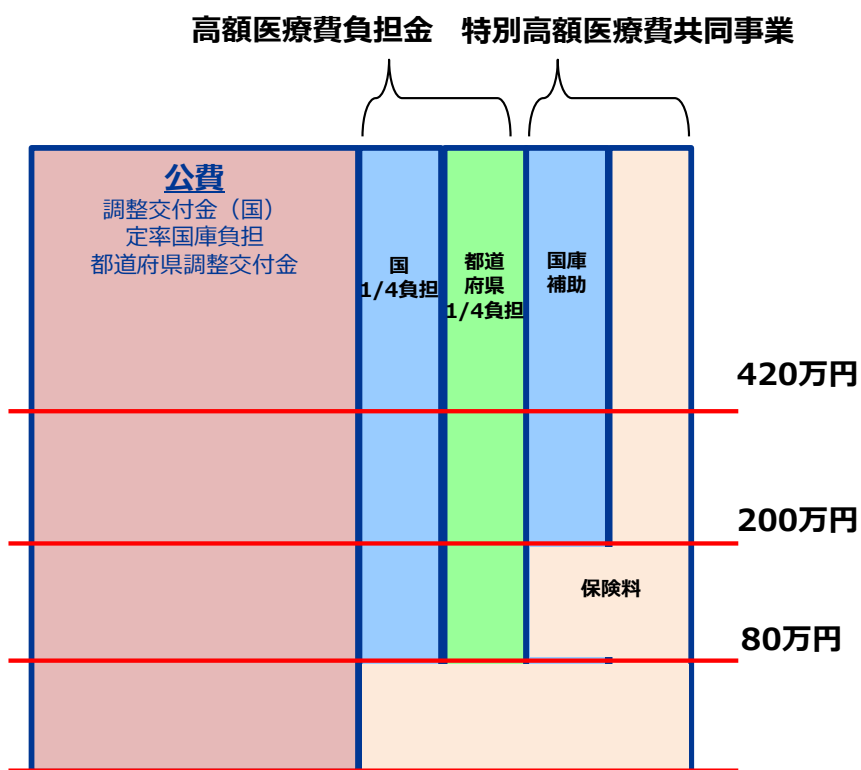 高額医療費負担金 特別高額医療費共同事業
公費
調整交付金（国）
定率国庫負担
都道府県調整交付金
国
1/4負担
都道
府県
1/4負担
国庫
補助
420万円
200万円
保険料
80万円